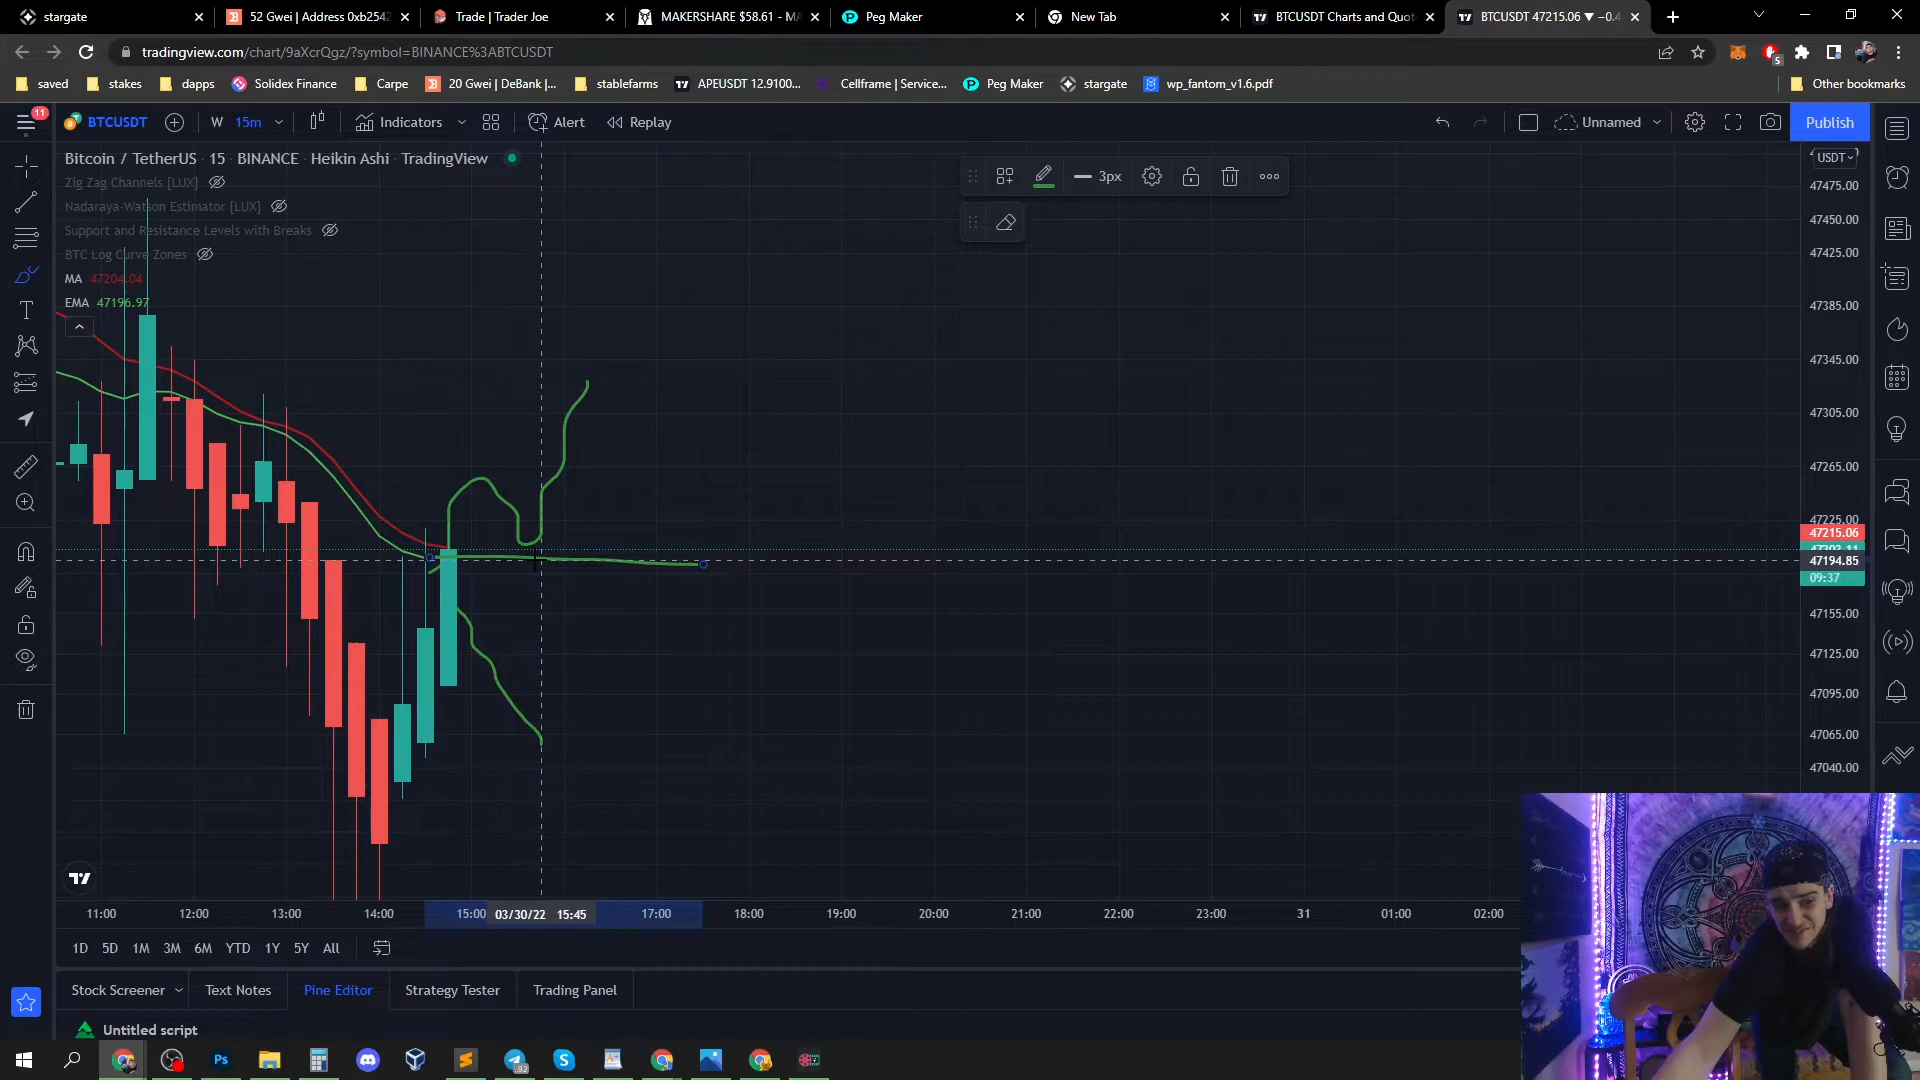 stargate
52 Gwei | Address 0xb2542
Trade | Trader Joe
MAKERSHARE $58.61 - MA
Peg Maker
New Tab
BTCUSDT Charts and Quot
BTCUSDT 47215.06 ▼ −0.4
tradingview.com/chart/9aXcrQgz/?symbol=BINANCE%3ABTCUSDT
5
saved
stakes
dapps
Solidex Finance
Carpe
20 Gwei | DeBank |...
stablefarms
APEUSDT 12.9100...
Cellframe | Service...
Peg Maker
stargate
wp_fantom_v1.6.pdf
Other bookmarks
11
BTCUSDT
W
15m
Indicators
Alert
Replay
Unnamed
Publish
Bitcoin / TetherUS · 15 · BINANCE · Heikin Ashi · TradingView
Zig Zag Channels [LUX]
Nadaraya-Watson Estimator [LUX]
Support and Resistance Levels with Breaks
BTC Log Curve Zones
MA 47204.04
EMA 47196.97
3px
USDT
47475.00
47450.00
47425.00
47385.00
47345.00
47305.00
47265.00
47225.00
47215.06
47194.85
09:37
47155.00
47125.00
47095.00
47065.00
47040.00
11:00
12:00
13:00
14:00
15:00
03/30/22 15:45
17:00
18:00
19:00
20:00
21:00
22:00
23:00
31
01:00
02:00
1D
5D
1M
3M
6M
YTD
1Y
5Y
All
Stock Screener
Text Notes
Pine Editor
Strategy Tester
Trading Panel
Untitled script
Ps
92